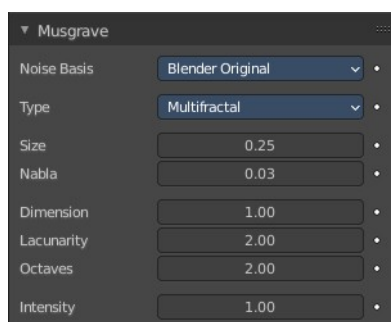 Musgrave
Noise Basis Blender Original
Type Multifractal
Size 0.25
Nabla 0.03
Dimension 1.00
Lacunarity 2.00
Octaves 2.00
Intensity 1.00